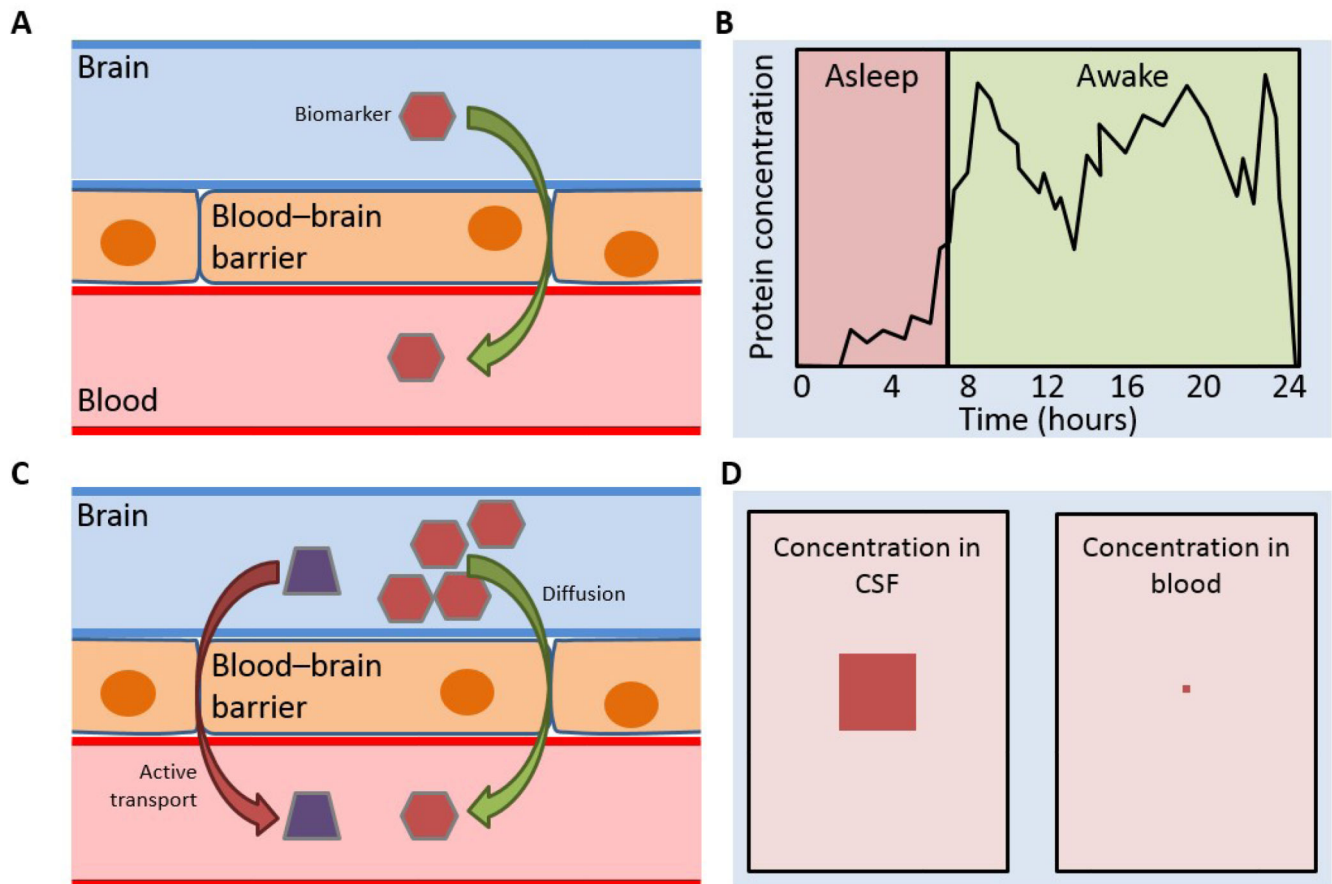 A
Brain
Biomarker
Blood–brain
barrier
Blood
B
Asleep
Awake
Protein concentration
0 4 8 12 16 20 24
Time (hours)
C
Brain
Diffusion
Blood–brain
barrier
Active
transport
D
Concentration in
CSF
Concentration in
blood